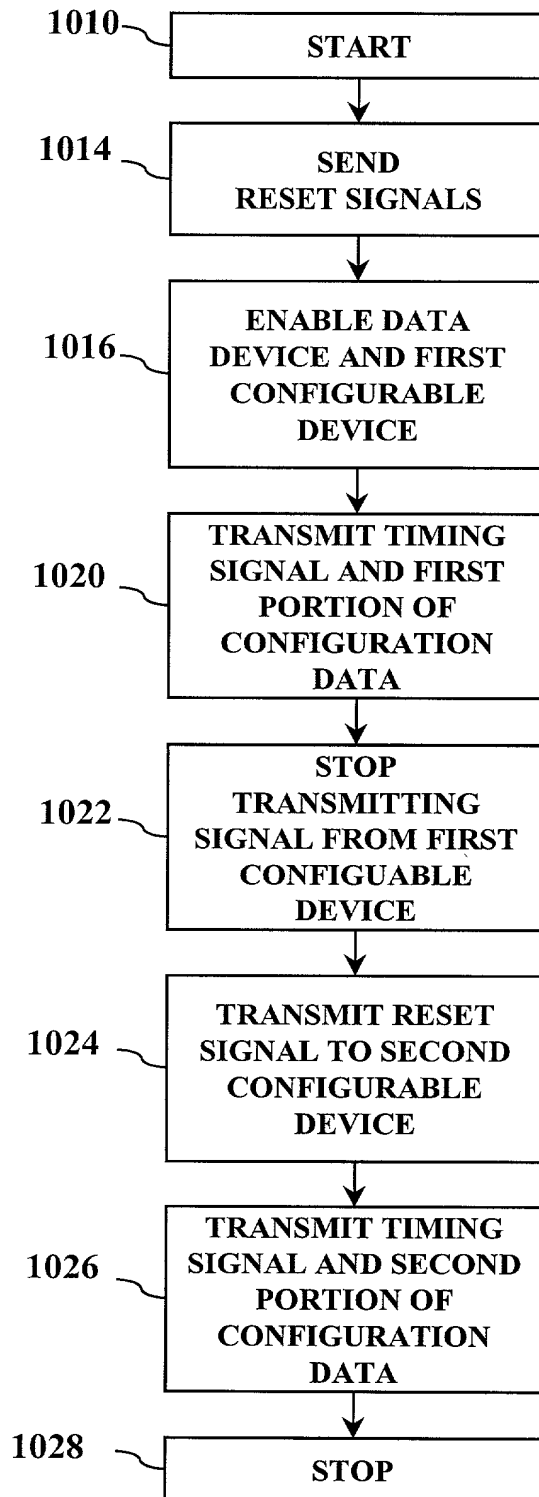 1010
START
1014
SEND
RESET SIGNALS
1016
ENABLE DATA
DEVICE AND FIRST
CONFIGURABLE
DEVICE
1020
TRANSMIT TIMING
SIGNAL AND FIRST
PORTION OF
CONFIGURATION
DATA
1022
STOP
TRANSMITTING
SIGNAL FROM FIRST
CONFIGUABLE
DEVICE
1024
TRANSMIT RESET
SIGNAL TO SECOND
CONFIGURABLE
DEVICE
1026
TRANSMIT TIMING
SIGNAL AND SECOND
PORTION OF
CONFIGURATION
DATA
1028
STOP